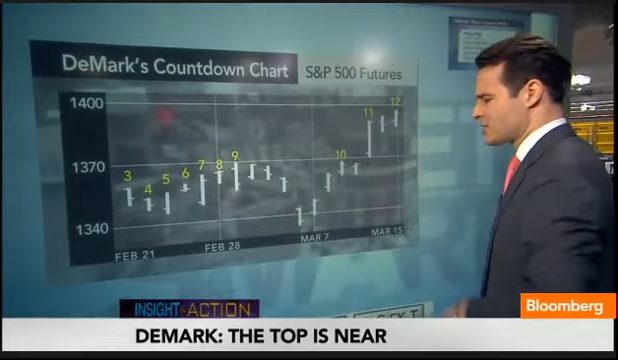 DeMark's Countdown Chart
S&P 500 Futures
1400
1370
1340
3
4
5
6
7
8
9
10
11
12
FEB 21
FEB 28
MAR 7
MAR 15
INSIGHT & ACTION
Bloomberg
DEMARK: THE TOP IS NEAR